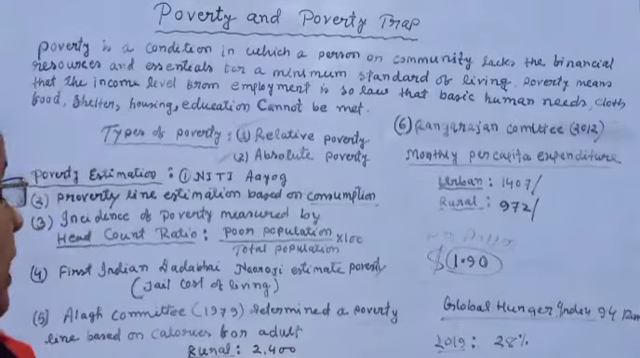 Poverty and Poverty Trap
Poverty is a condition in which a person or community lacks the financial
resources and essentials for a minimum standard of living. Poverty means
that the income level from employment is so low that basic human needs, cloth
food, Shelter, housing, education Cannot be met.
Types of poverty: (1) Relative poverty
(2) Absolute poverty
Poverty Estimation: (1) NITI Aayog
(2) Proverty line estimation based on consumption
(3) Incidence of poverty measured by
Head Count Ratio: Poor population / Total population x100
(4) First Indian Dadabhai Naoroji estimate poverty
(Jail cost of living)
(5) Alagh committee (1979) determined a poverty
line based on calories for adult
Rural: 2,400
(6) Rangarajan comittee (2012)
Monthly per capita expenditure
Urban: 1407/
Rural: 972/
$ 1.90
Global Hunger Index 94
2019: 28%